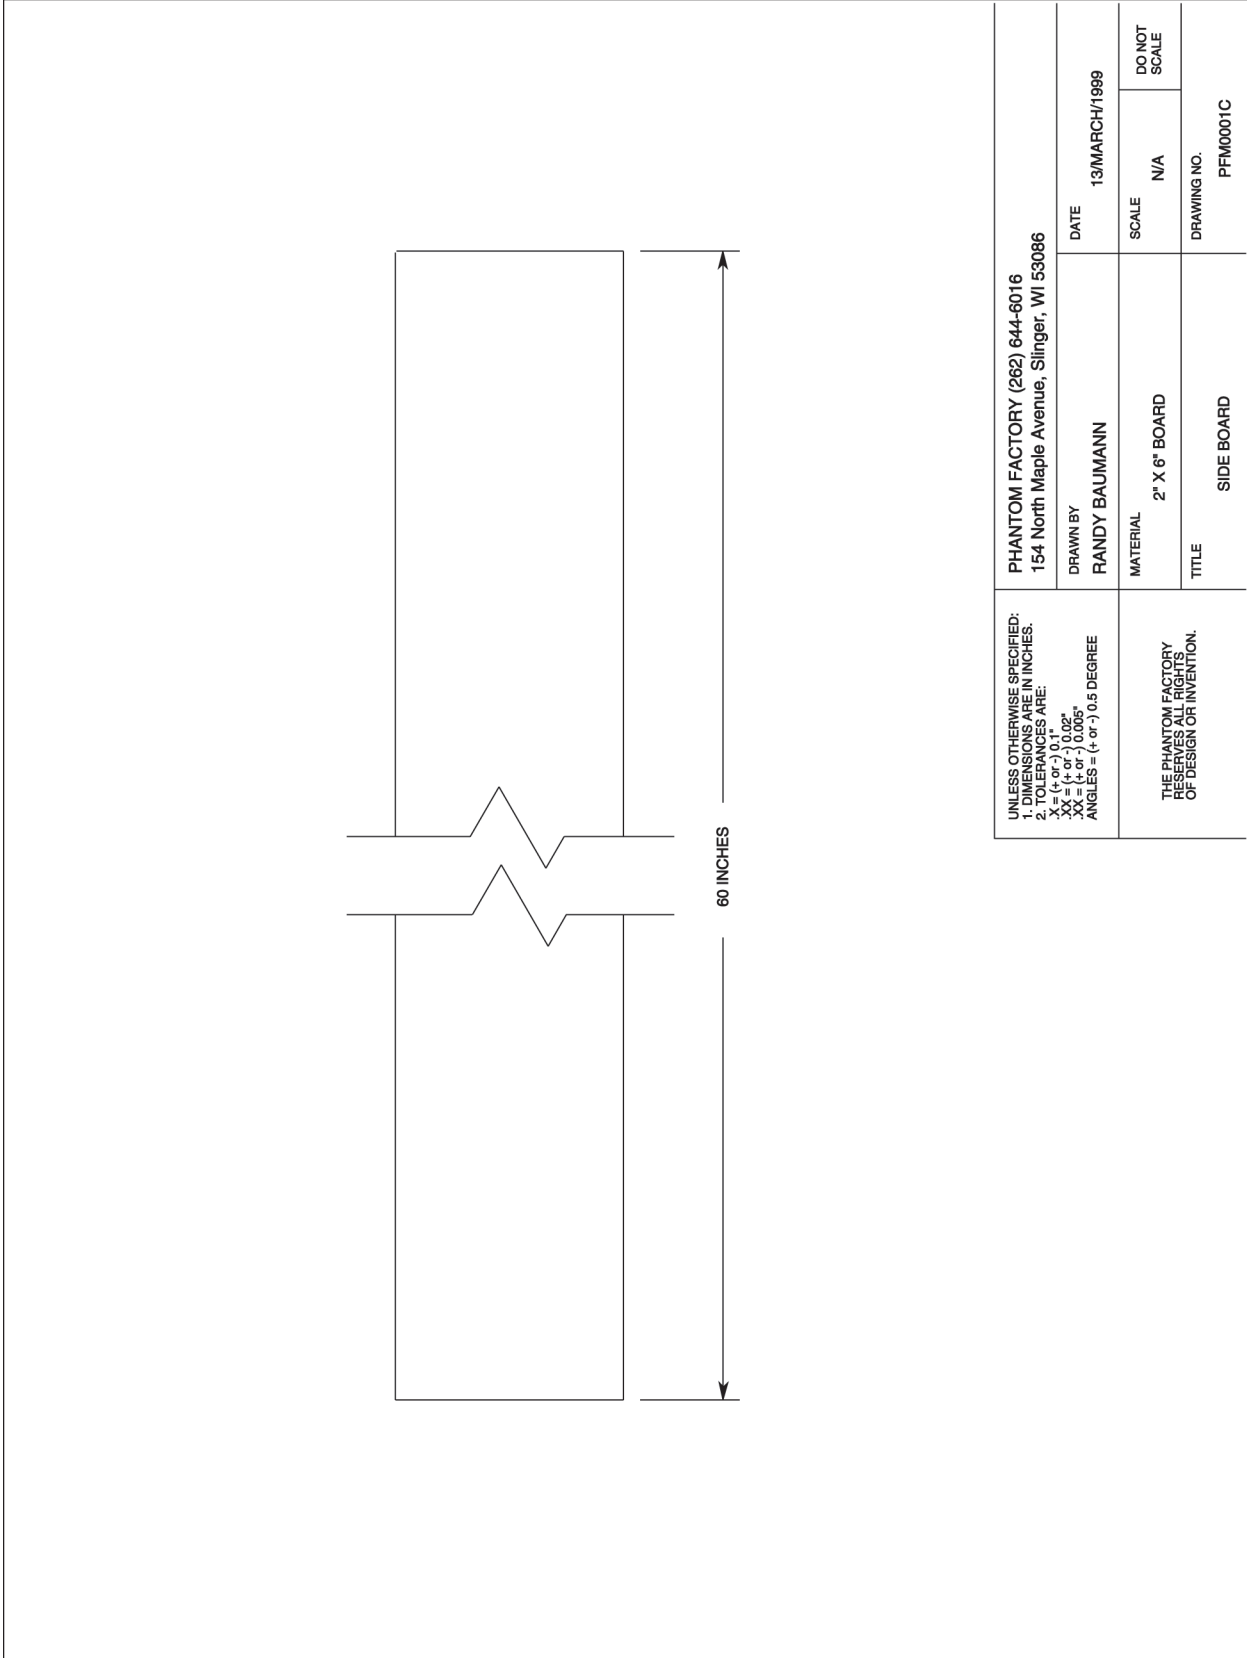 60 INCHES
UNLESS OTHERWISE SPECIFIED:
1. DIMENSIONS ARE IN INCHES.
2. TOLERANCES ARE:
.X = (+ or -) 0.1"
.XX = (+ or -) 0.02"
.XX = (+ or -) 0.005"
ANGLES = (+ or -) 0.5 DEGREE
THE PHANTOM FACTORY
RESERVES ALL RIGHTS
OF DESIGN OR INVENTION.
PHANTOM FACTORY (262) 644-6016
154 North Maple Avenue, Slinger, WI 53086
DRAWN BY
RANDY BAUMANN
DATE
13/MARCH/1999
MATERIAL
2" X 6" BOARD
SCALE
N/A
DO NOT
SCALE
TITLE
SIDE BOARD
DRAWING NO.
PFM0001C